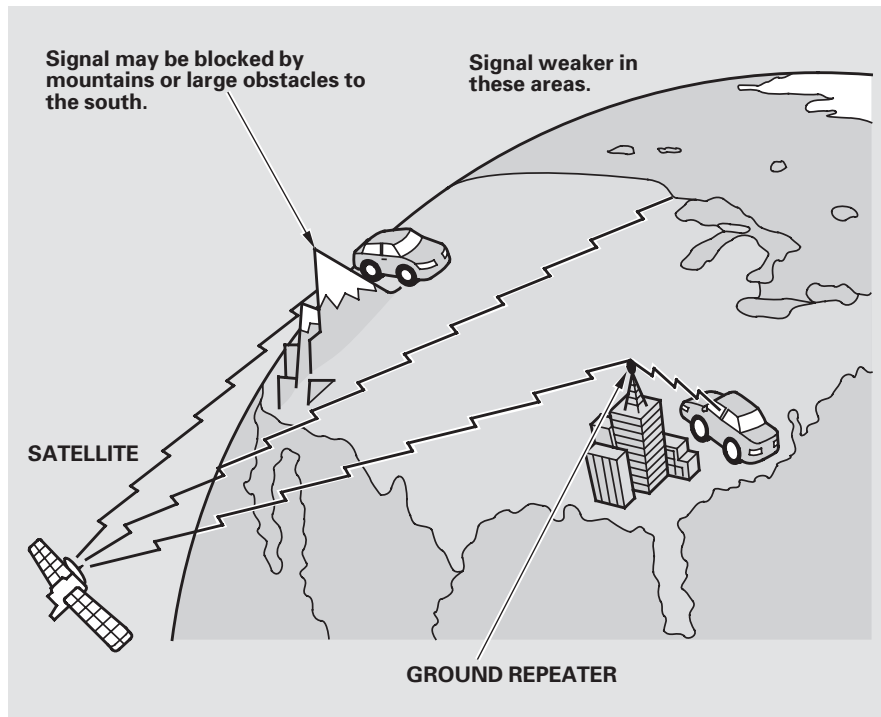 Signal may be blocked by
mountains or large obstacles to
the south.
Signal weaker in
these areas.
SATELLITE
GROUND REPEATER